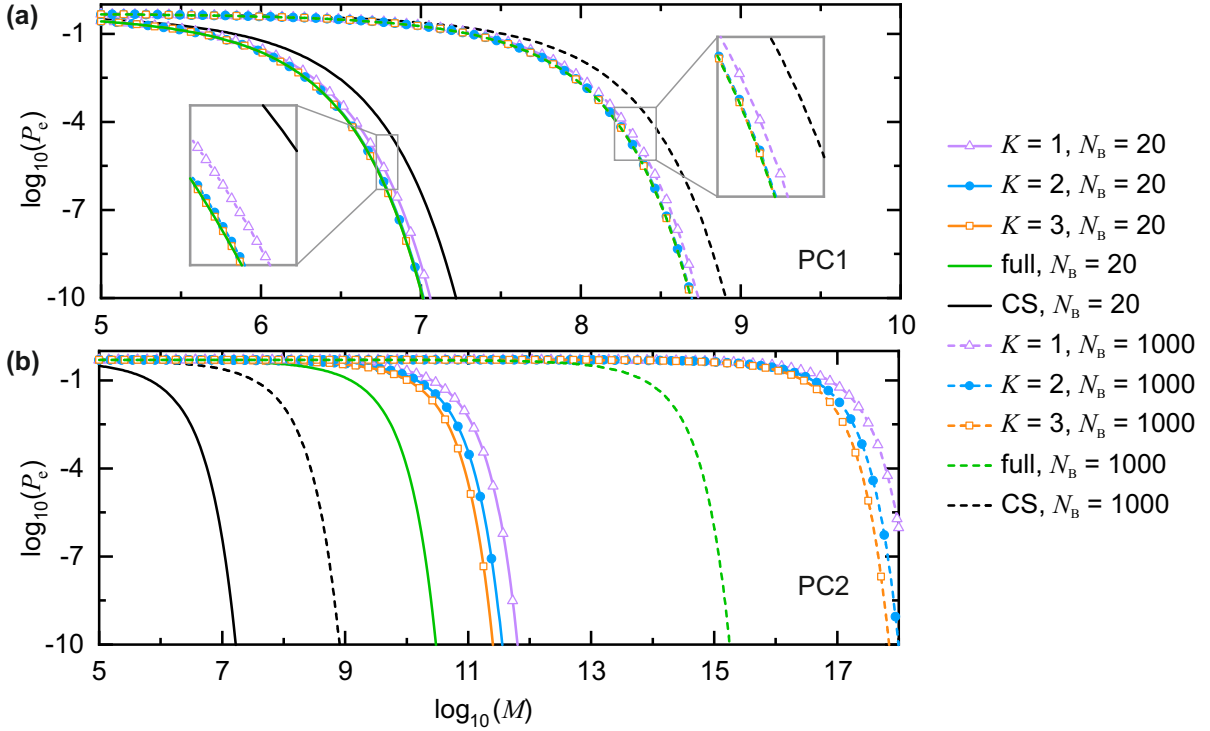 (a)
-1
-4
-7
-10
log10(Pe)
PC1
5
6
7
8
9
10
(b)
-1
-4
-7
-10
log10(Pe)
PC2
5
7
9
11
13
15
17
log10(M)
K = 1, NB = 20
K = 2, NB = 20
K = 3, NB = 20
full, NB = 20
CS, NB = 20
K = 1, NB = 1000
K = 2, NB = 1000
K = 3, NB = 1000
full, NB = 1000
CS, NB = 1000